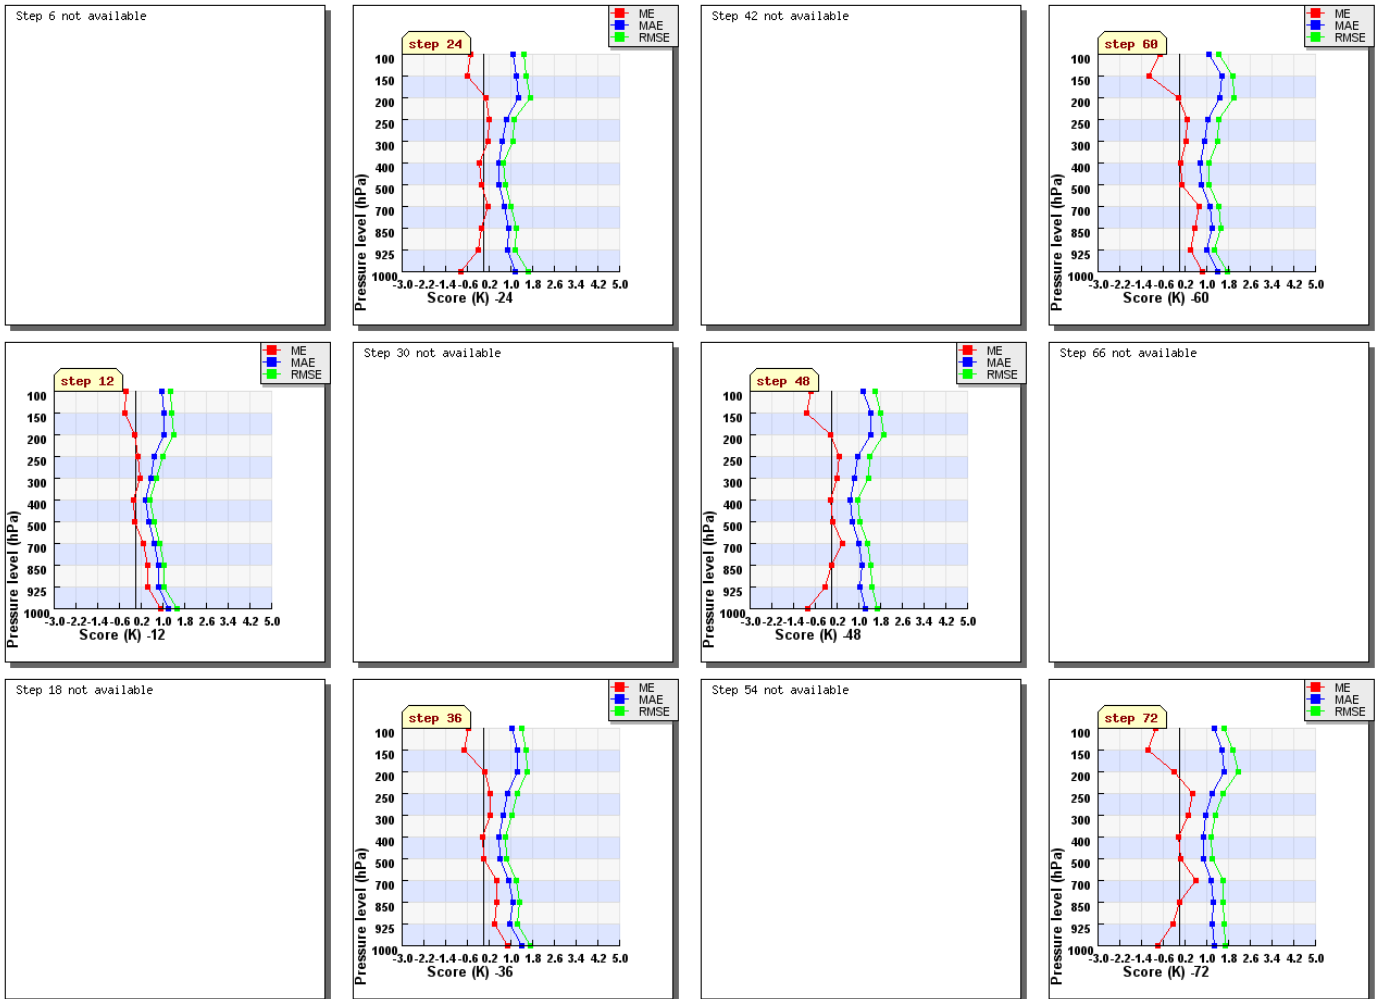 Step 6 not available
ME
MAE
RMSE
step 24
100
150
200
250
300
400
500
700
850
925
1000
Pressure level (hPa)
-3.0 -2.2 -1.4 -0.6 0.2 1.0 1.8 2.6 3.4 4.2 5.0
Score (K) -24
Step 42 not available
ME
MAE
RMSE
step 60
100
150
200
250
300
400
500
700
850
925
1000
Pressure level (hPa)
-3.0 -2.2 -1.4 -0.6 0.2 1.0 1.8 2.6 3.4 4.2 5.0
Score (K) -60
ME
MAE
RMSE
step 12
100
150
200
250
300
400
500
700
850
925
1000
Pressure level (hPa)
-3.0 -2.2 -1.4 -0.6 0.2 1.0 1.8 2.6 3.4 4.2 5.0
Score (K) -12
Step 30 not available
ME
MAE
RMSE
step 48
100
150
200
250
300
400
500
700
850
925
1000
Pressure level (hPa)
-3.0 -2.2 -1.4 -0.6 0.2 1.0 1.8 2.6 3.4 4.2 5.0
Score (K) -48
Step 66 not available
Step 18 not available
ME
MAE
RMSE
step 36
100
150
200
250
300
400
500
700
850
925
1000
Pressure level (hPa)
-3.0 -2.2 -1.4 -0.6 0.2 1.0 1.8 2.6 3.4 4.2 5.0
Score (K) -36
Step 54 not available
ME
MAE
RMSE
step 72
100
150
200
250
300
400
500
700
850
925
1000
Pressure level (hPa)
-3.0 -2.2 -1.4 -0.6 0.2 1.0 1.8 2.6 3.4 4.2 5.0
Score (K) -72